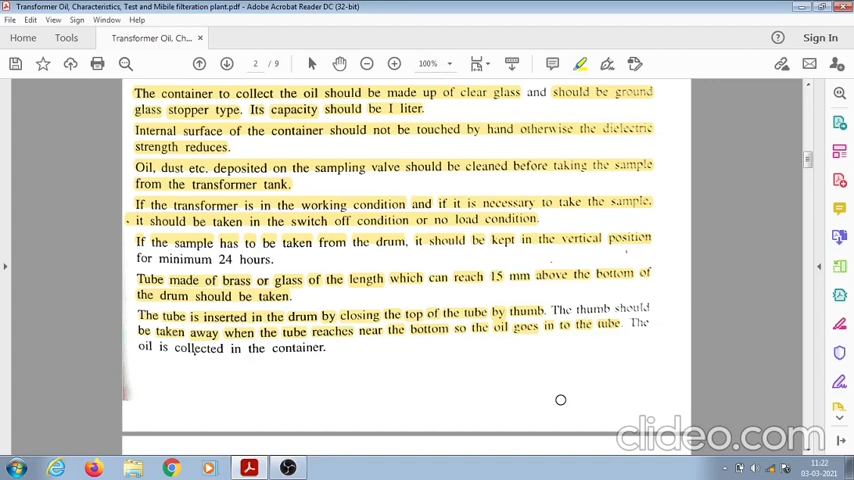 Transformer Oil, Characteristics, Test and Mibile filteration plant.pdf - Adobe Acrobat Reader DC (32-bit)
File Edit View Sign Window Help
Home Tools Transformer Oil, Ch... × Sign In
2 / 9 100%
The container to collect the oil should be made up of clear glass and should be ground
glass stopper type. Its capacity should be I liter.
Internal surface of the container should not be touched by hand otherwise the dielectric
strength reduces.
Oil, dust etc. deposited on the sampling valve should be cleaned before taking the sample
from the transformer tank.
If the transformer is in the working condition and if it is necessary to take the sample,
it should be taken in the switch off condition or no load condition.
If the sample has to be taken from the drum, it should be kept in the vertical position
for minimum 24 hours.
Tube made of brass or glass of the length which can reach 15 mm above the bottom of
the drum should be taken.
The tube is inserted in the drum by closing the top of the tube by thumb. The thumb should
be taken away when the tube reaches near the bottom so the oil goes in to the tube. The
oil is collected in the container.
clideo.com
11:22
03-03-2021